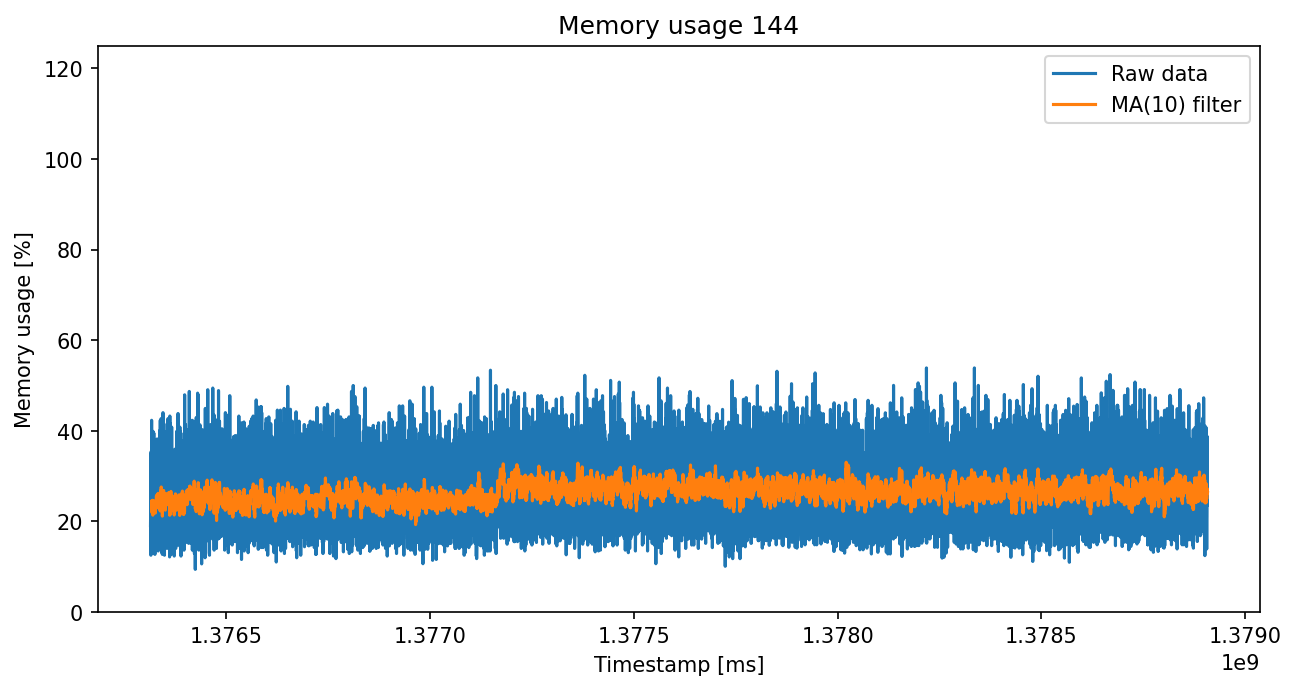 Memory usage 144
Raw data
MA(10) filter
Memory usage [%]
120
100
80
60
40
20
0
1.3765 1.3770 1.3775 1.3780 1.3785 1.3790
1e9
Timestamp [ms]